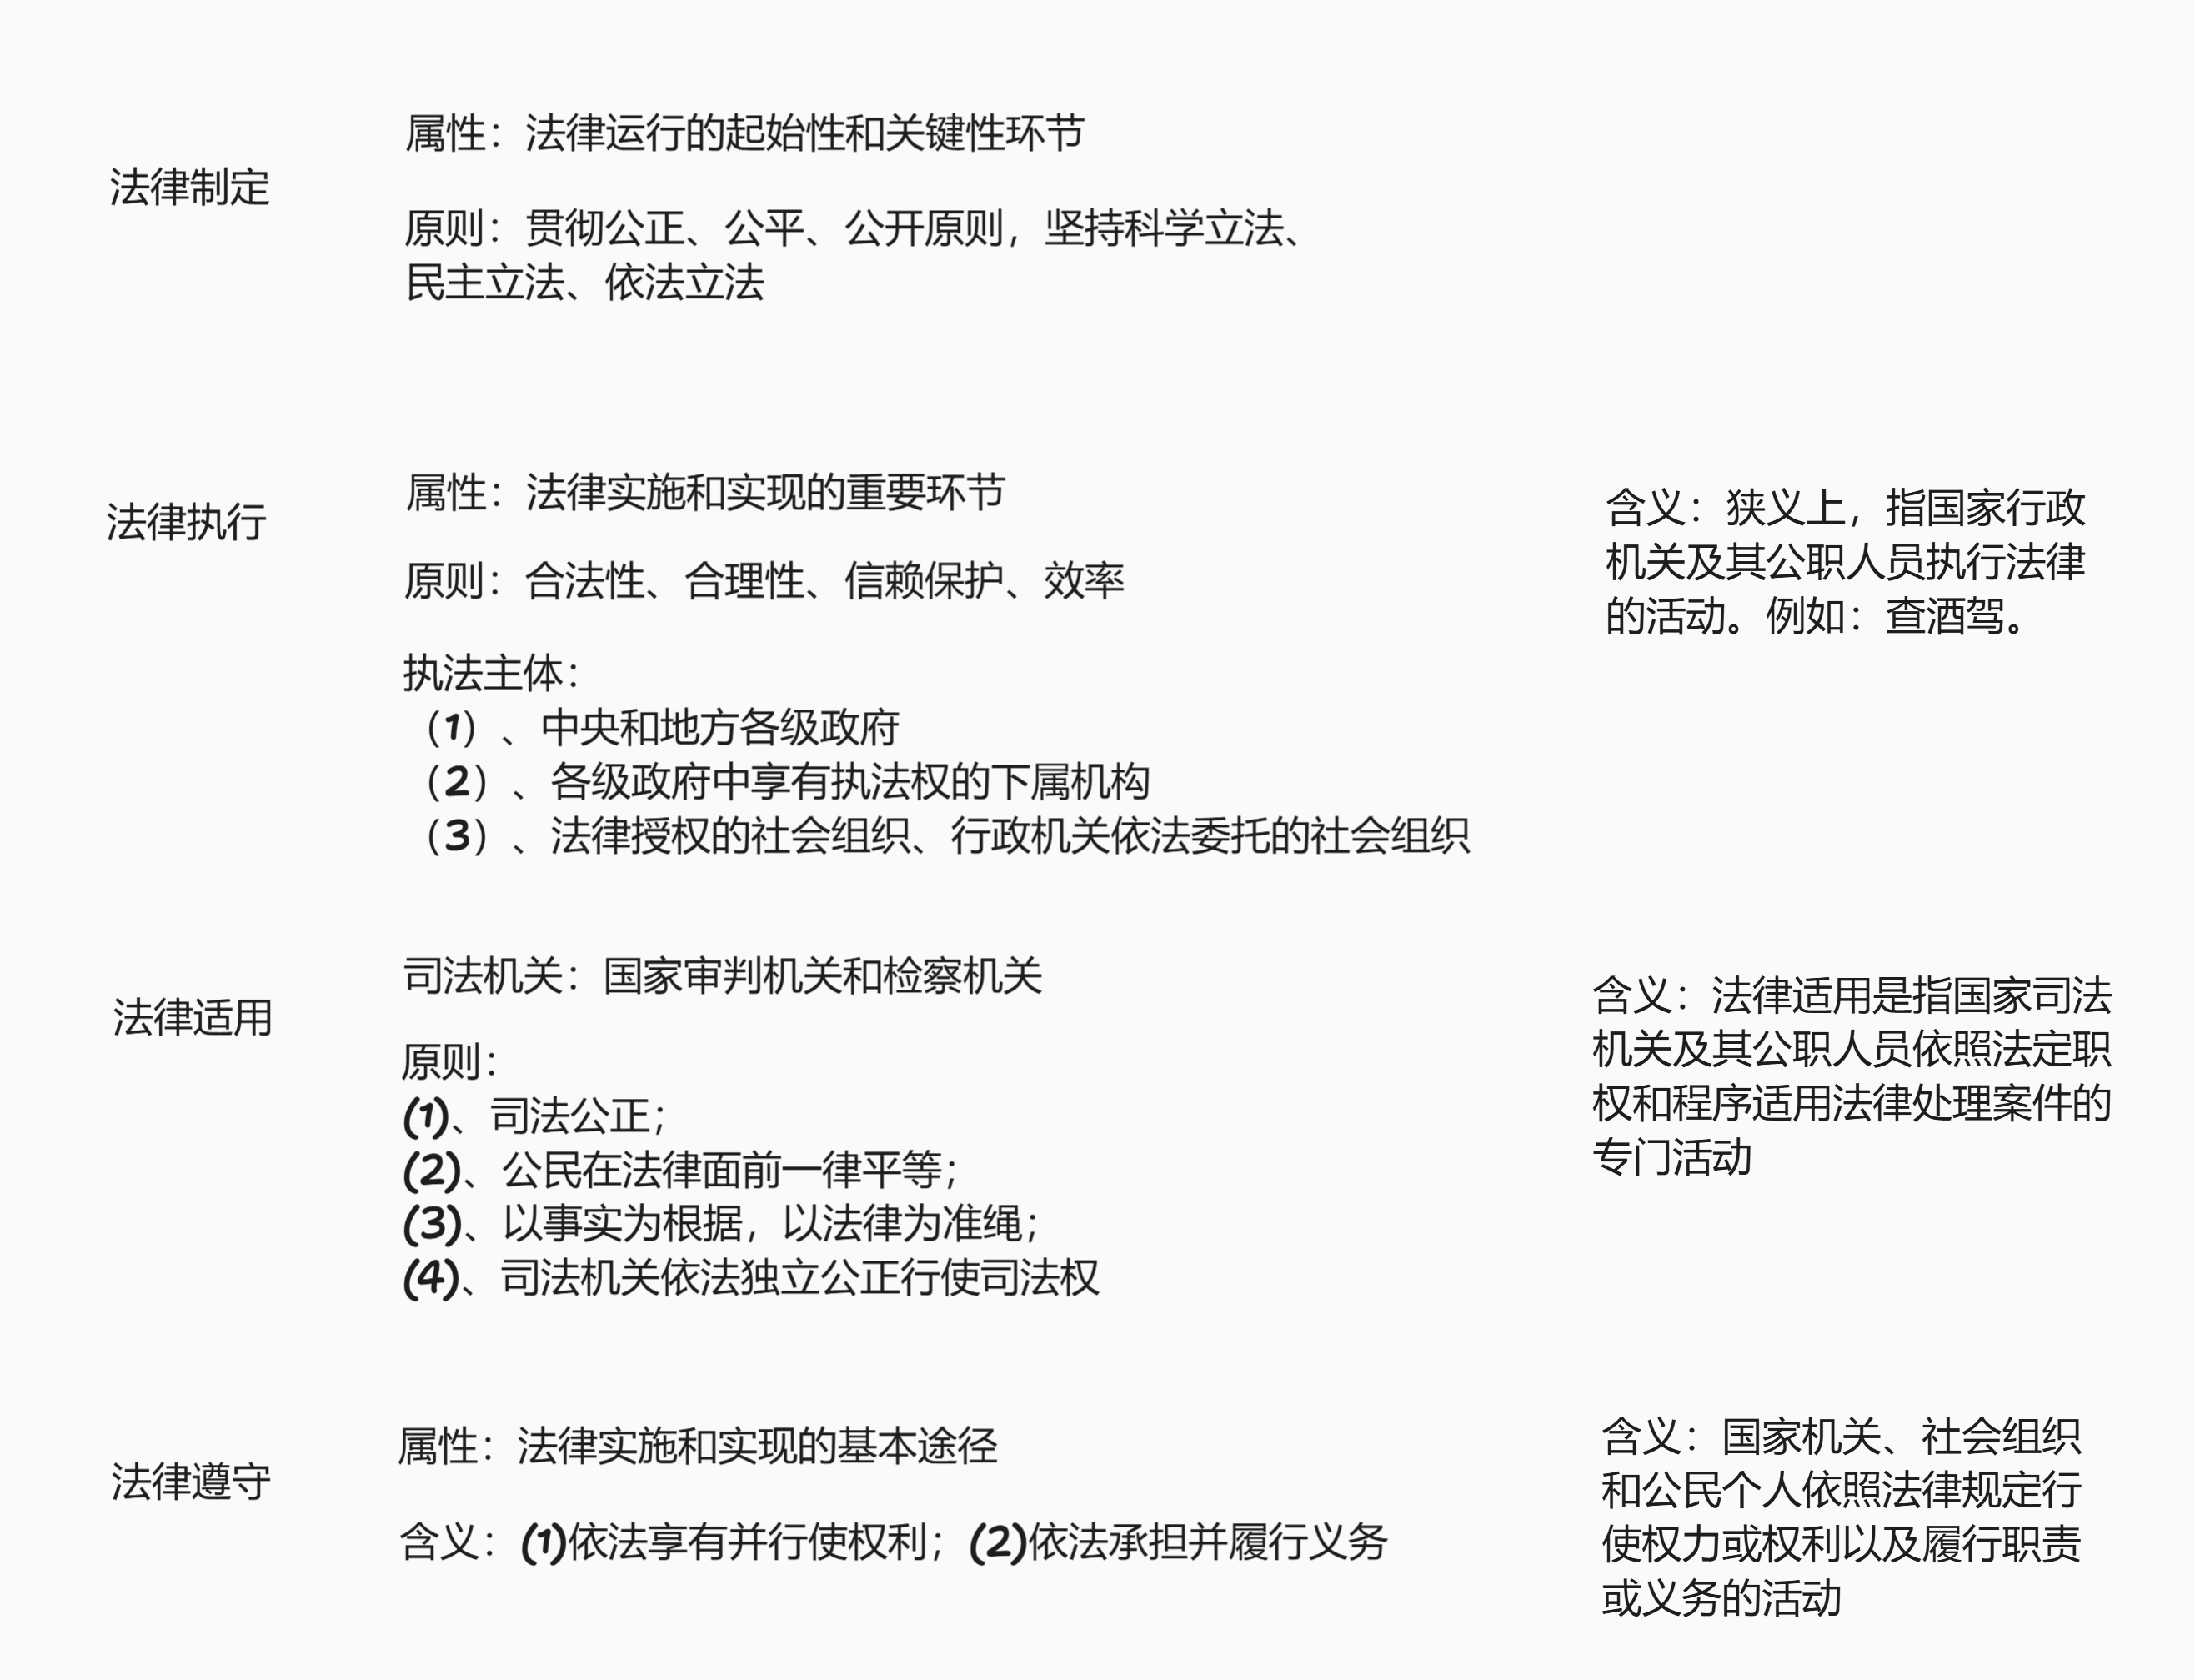 法律制定
属性：法律运行的起始性和关键性环节
原则：贯彻公正、公平、公开原则，坚持科学立法、
民主立法、依法立法
法律执行
属性：法律实施和实现的重要环节
原则：合法性、合理性、信赖保护、效率
执法主体：
（1）、中央和地方各级政府
（2）、各级政府中享有执法权的下属机构
（3）、法律授权的社会组织、行政机关依法委托的社会组织
含义：狭义上，指国家行政
机关及其公职人员执行法律
的活动。例如：查酒驾。
法律适用
司法机关：国家审判机关和检察机关
原则：
(1)、司法公正；
(2)、公民在法律面前一律平等；
(3)、以事实为根据，以法律为准绳；
(4)、司法机关依法独立公正行使司法权
含义：法律适用是指国家司法
机关及其公职人员依照法定职
权和程序适用法律处理案件的
专门活动
法律遵守
属性：法律实施和实现的基本途径
含义：(1)依法享有并行使权利；(2)依法承担并履行义务
含义：国家机关、社会组织
和公民个人依照法律规定行
使权力或权利以及履行职责
或义务的活动